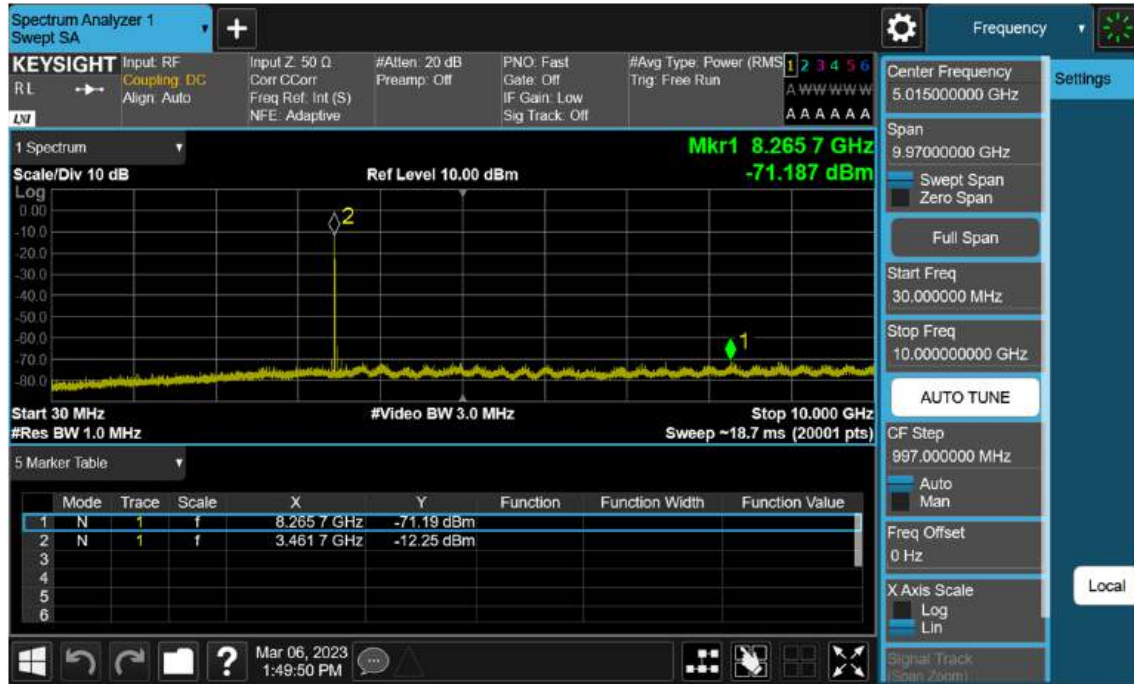 Spectrum Analyzer 1
Swept SA
+
Frequency
KEYSIGHT
RL
LXI
Input: RF
Coupling: DC
Align: Auto
Input Z: 50 Ω
Corr CCorr
Freq Ref: Int (S)
NFE: Adaptive
#Atten: 20 dB
Preamp: Off
PNO: Fast
Gate: Off
IF Gain: Low
Sig Track: Off
#Avg Type: Power (RMS
Trig: Free Run
1 2 3 4 5 6
A W W W W W
A A A A A A
1 Spectrum
Scale/Div 10 dB
Ref Level 10.00 dBm
Mkr1 8.265 7 GHz
-71.187 dBm
Log
0.00
-10.0
-20.0
-30.0
-40.0
-50.0
-60.0
-70.0
-80.0
2
1
Start 30 MHz
#Video BW 3.0 MHz
Stop 10.000 GHz
#Res BW 1.0 MHz
Sweep ~18.7 ms (20001 pts)
5 Marker Table
Mode Trace Scale X Y Function Function Width Function Value
1 N 1 f 8.265 7 GHz -71.19 dBm
2 N 1 f 3.461 7 GHz -12.25 dBm
3
4
5
6
?
Mar 06, 2023
1:49:50 PM
Center Frequency
5.015000000 GHz
Span
9.97000000 GHz
Swept Span
Zero Span
Full Span
Start Freq
30.000000 MHz
Stop Freq
10.000000000 GHz
AUTO TUNE
CF Step
997.000000 MHz
Auto
Man
Freq Offset
0 Hz
X Axis Scale
Log
Lin
Signal Track
(Span Zoom)
Settings
Local